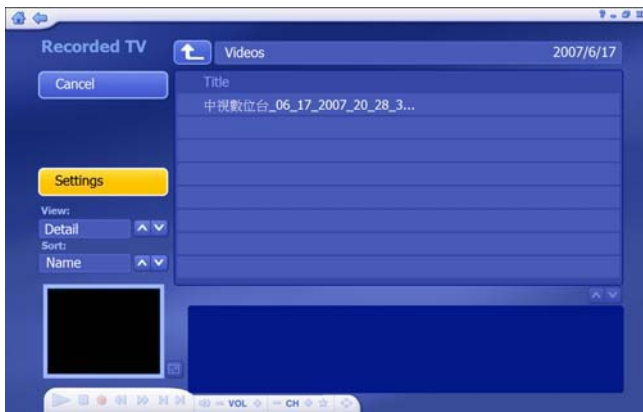 Recorded TV
Videos 2007/6/17
Cancel
Title
中視數位台_06_17_2007_20_28_3...
Settings
View:
Detail
Sort:
Name
VOL
CH